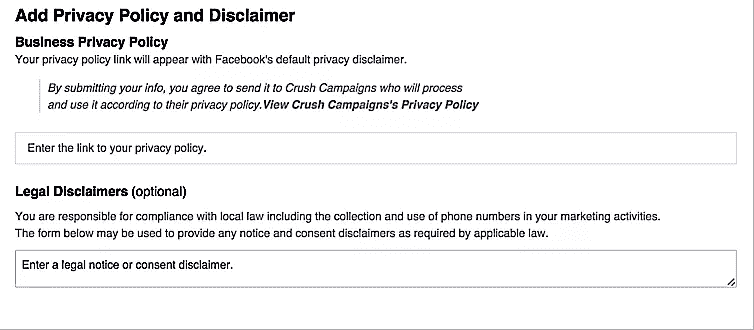 Add Privacy Policy and Disclaimer
Business Privacy Policy
Your privacy policy link will appear with Facebook's default privacy disclaimer.
By submitting your info, you agree to send it to Crush Campaigns who will process
and use it according to their privacy policy.View Crush Campaigns's Privacy Policy
Enter the link to your privacy policy.
Legal Disclaimers (optional)
You are responsible for compliance with local law including the collection and use of phone numbers in your marketing activities.
The form below may be used to provide any notice and consent disclaimers as required by applicable law.
Enter a legal notice or consent disclaimer.